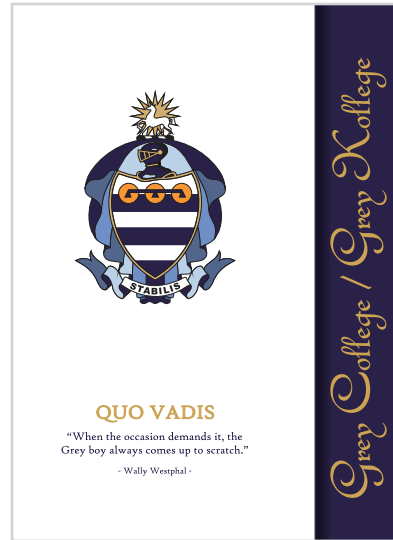 STABILIS
QUO VADIS
“When the occasion demands it, the
Grey boy always comes up to scratch.”
- Wally Westphal -
Grey College / Grey Kollege